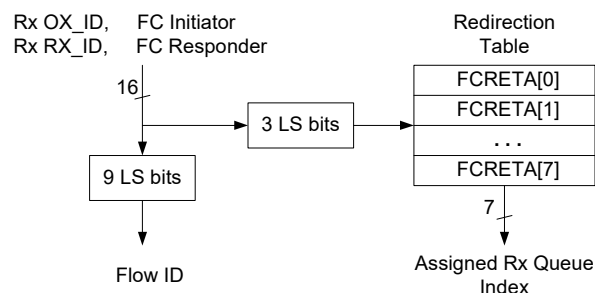 Rx OX_ID, FC Initiator
Rx RX_ID, FC Responder
Redirection
Table
16
3 LS bits
FCRETA[0]
FCRETA[1]
. . .
FCRETA[7]
9 LS bits
7
Flow ID
Assigned Rx Queue
Index